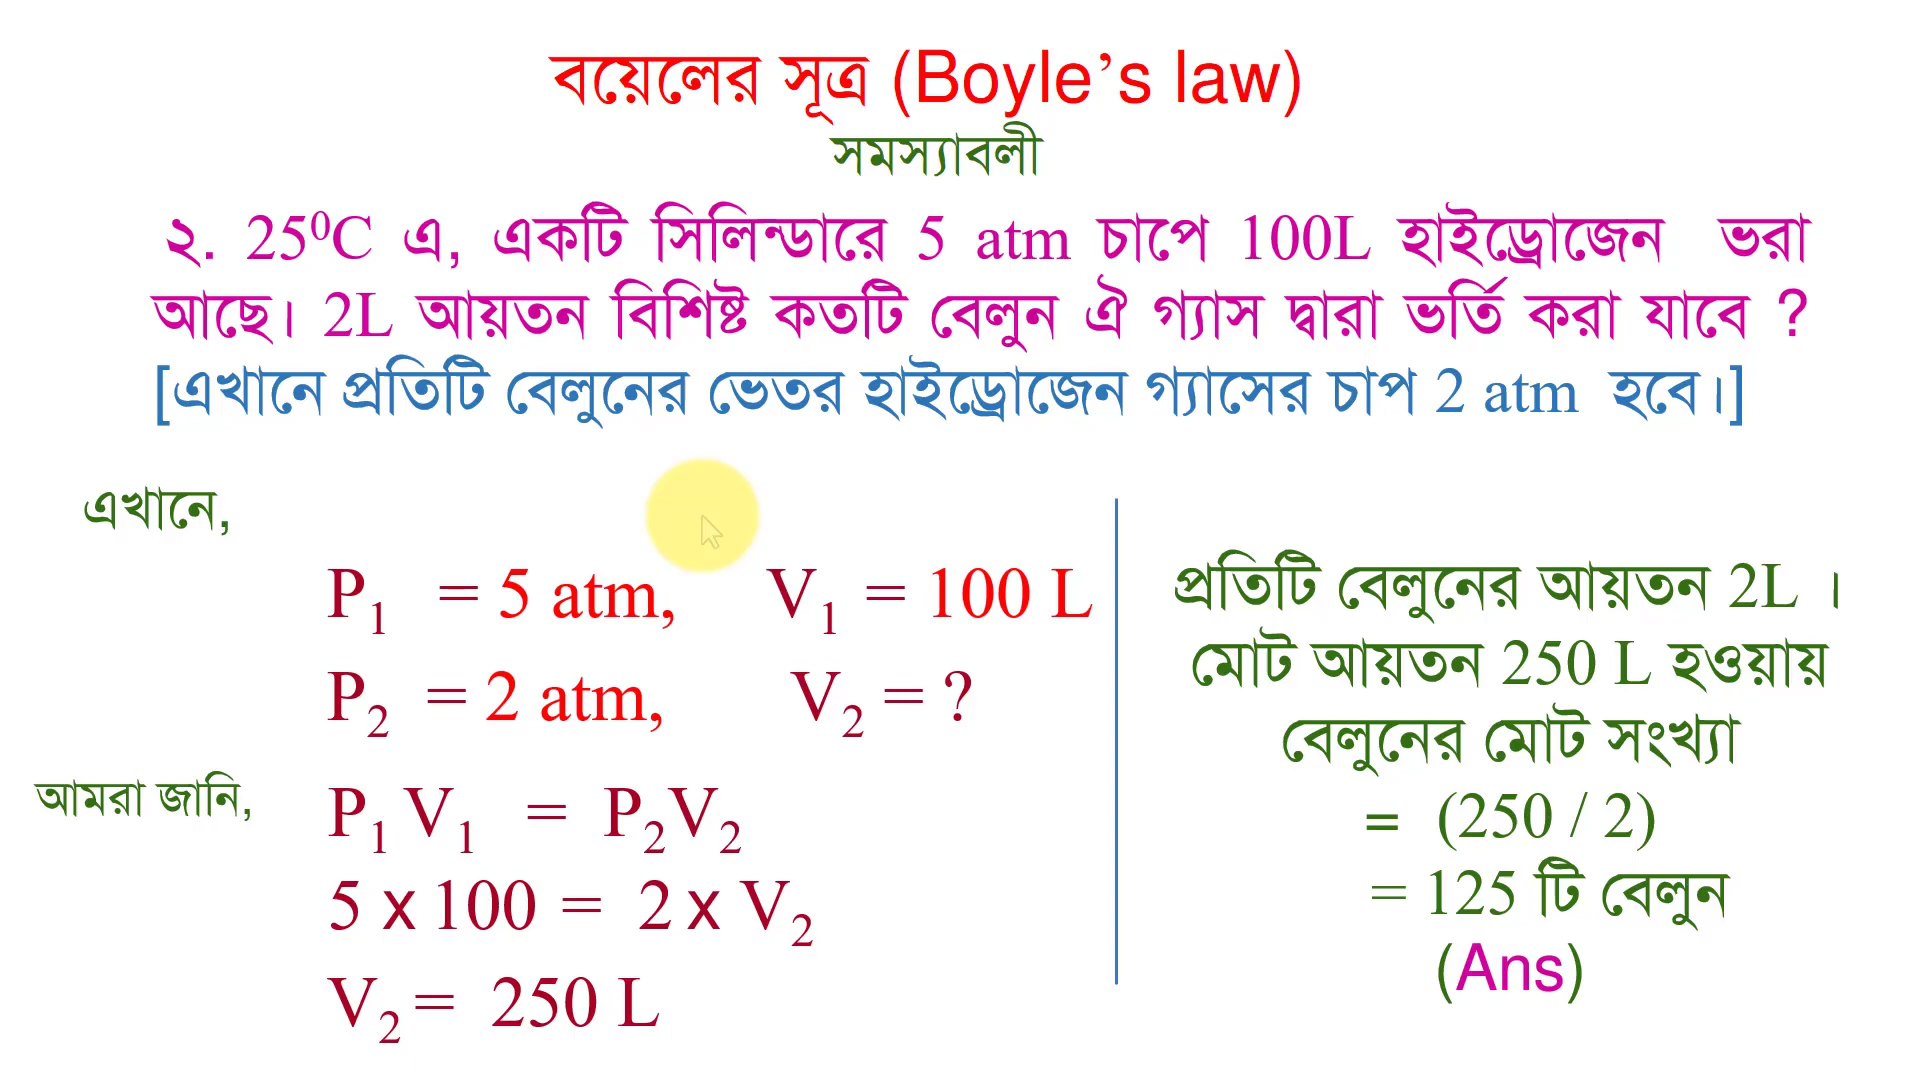 বয়েলের সূত্র (Boyle’s law)
সমস্যাবলী
২. 25⁰C এ, একটি সিলিন্ডারে 5 atm চাপে 100L হাইড্রোজেন ভরা
আছে। 2L আয়তন বিশিষ্ট কতটি বেলুন ঐ গ্যাস দ্বারা ভর্তি করা যাবে ?
[এখানে প্রতিটি বেলুনের ভেতর হাইড্রোজেন গ্যাসের চাপ 2 atm হবে।]
এখানে,
P₁ = 5 atm, V₁ = 100 L
P₂ = 2 atm, V₂ = ?
আমরা জানি, P₁ V₁ = P₂V₂
5 x 100 = 2 x V₂
V₂ = 250 L
প্রতিটি বেলুনের আয়তন 2L ।
মোট আয়তন 250 L হওয়ায়
বেলুনের মোট সংখ্যা
= (250 / 2)
= 125 টি বেলুন
(Ans)